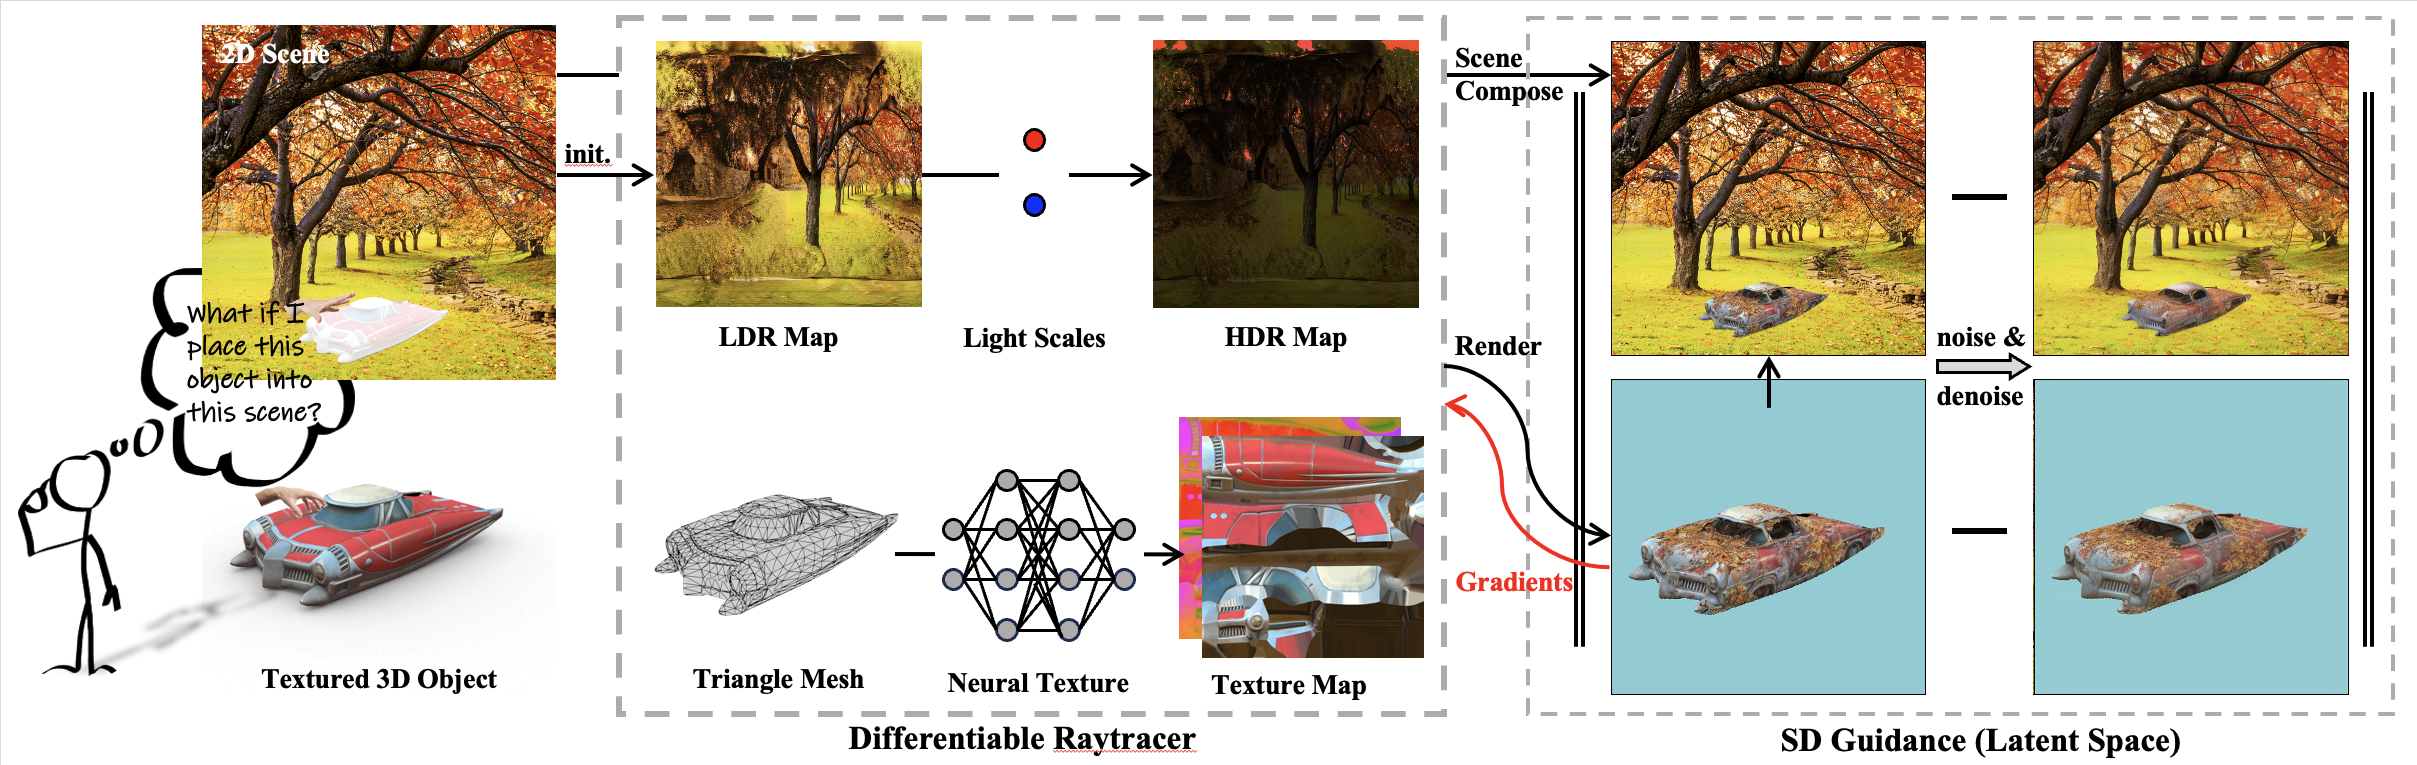 2D Scene
What if I
place this
object into
this scene?
Textured 3D Object
init.
LDR Map
Light Scales
HDR Map
Triangle Mesh
Neural Texture
Texture Map
Differentiable Raytracer
Scene
Compose
Render
Gradients
noise &
denoise
SD Guidance (Latent Space)